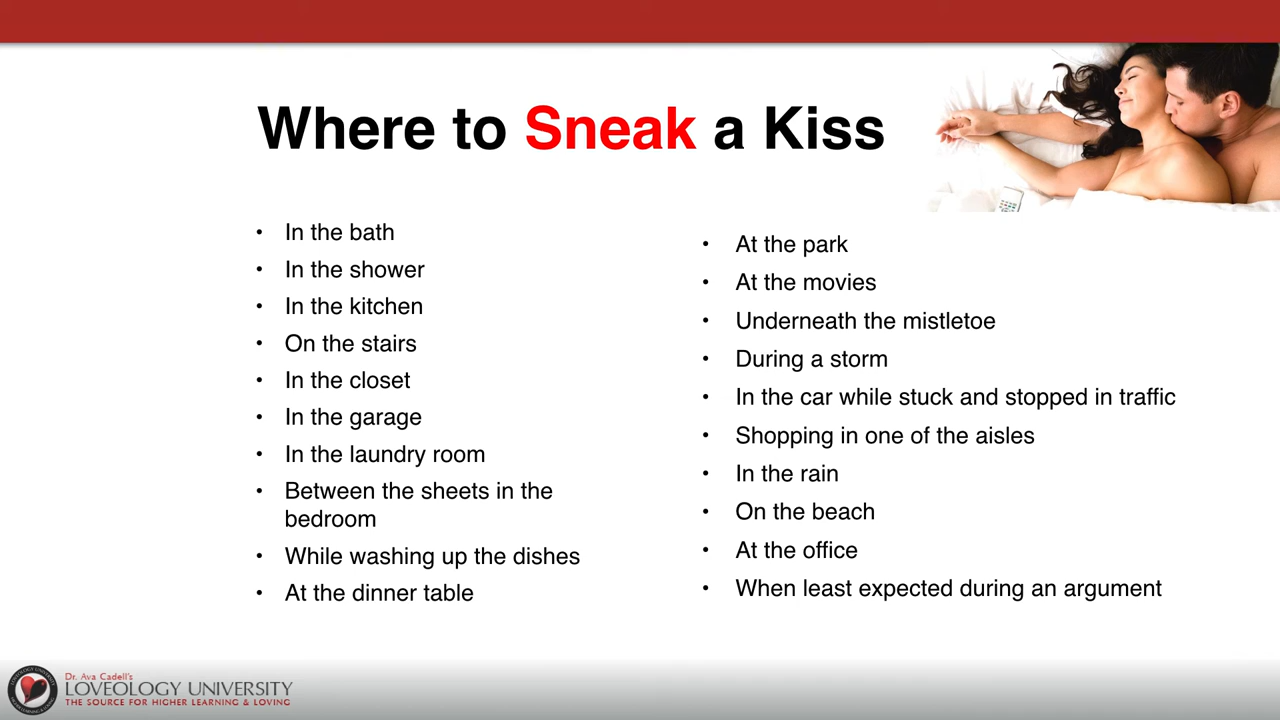 Where to Sneak a Kiss
• In the bath
• In the shower
• In the kitchen
• On the stairs
• In the closet
• In the garage
• In the laundry room
• Between the sheets in the
bedroom
• While washing up the dishes
• At the dinner table
• At the park
• At the movies
• Underneath the mistletoe
• During a storm
• In the car while stuck and stopped in traffic
• Shopping in one of the aisles
• In the rain
• On the beach
• At the office
• When least expected during an argument
Dr. Ava Cadell's
LOVEOLOGY UNIVERSITY
THE SOURCE FOR HIGHER LEARNING & LOVING